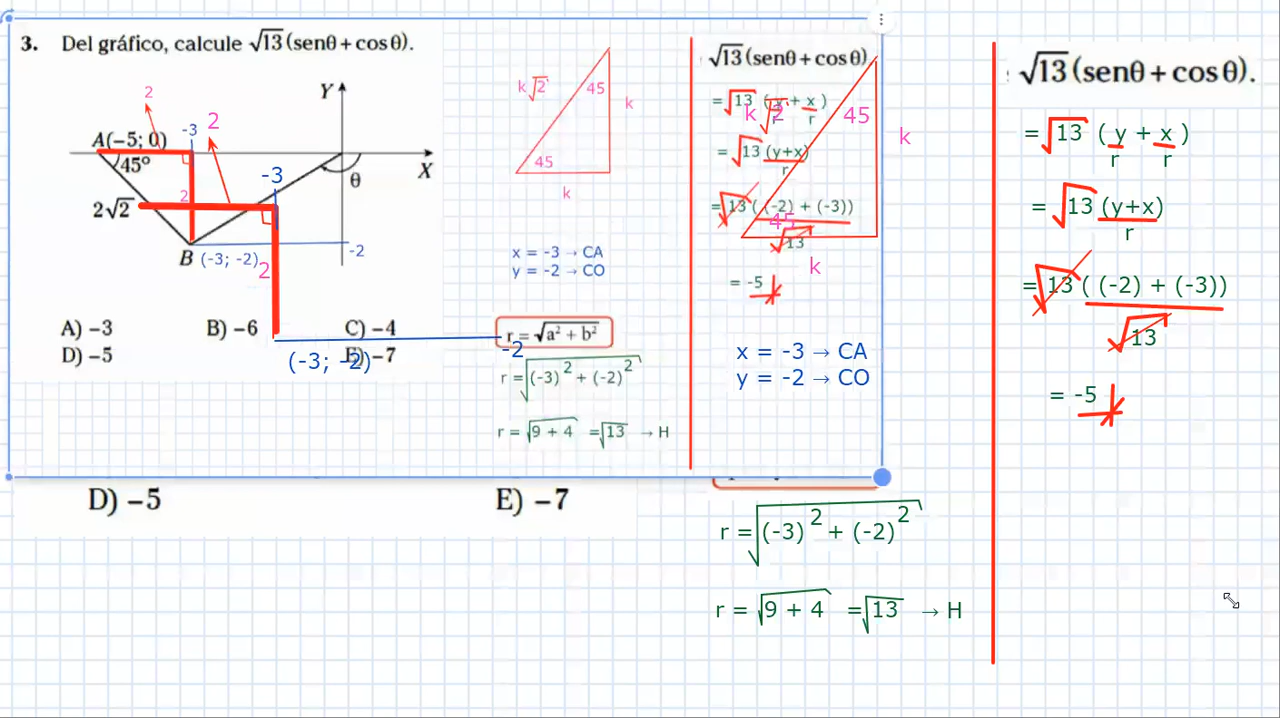 3. Del gráfico, calcule √13(senθ+cosθ).
Y
X
θ
2
2
-3
-3
A(−5; 0)
45°
2√2
2
B (-3; -2)
2
-2
(-3; -2)
-2
A) −3
B) −6
C) −4
D) −5
E) −7
k√2
45
k
45
k
x = -3 → CA
y = -2 → CO
r = √a² + b²
r = √(-3)² + (-2)²
r = √9 + 4 = √13 → H
√13(senθ+cosθ).
= √13 (y + x)
r r
= √13 (y+x)
r
= √13 ( (-2) + (-3))
√13
= -5
k√2
45
k
45
k
x = -3 → CA
y = -2 → CO
√13(senθ+cosθ).
= √13 ( y + x )
r r
= √13 (y+x)
r
= √13 ( (-2) + (-3))
√13
= -5
D) −5
E) −7
r = √(-3)² + (-2)²
r = √9 + 4 = √13 → H